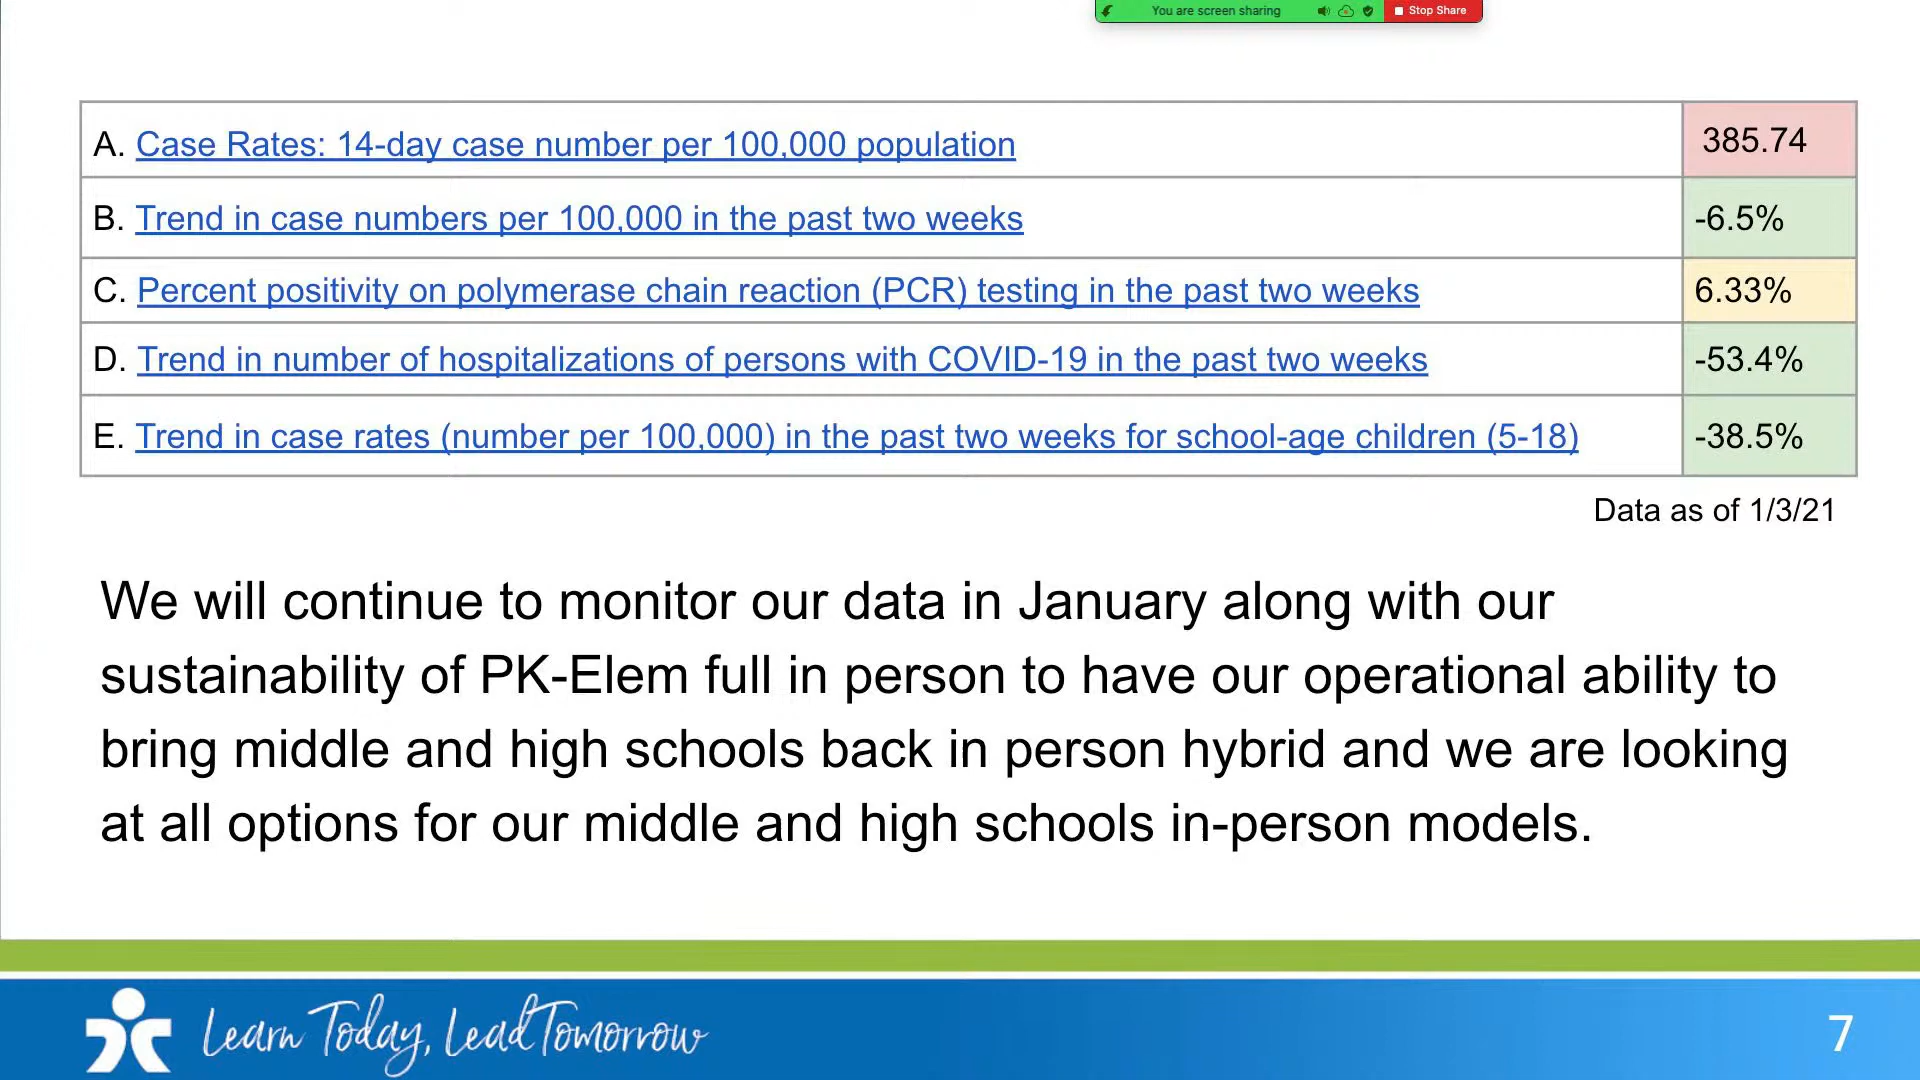 You are screen sharing Stop Share
A. Case Rates: 14-day case number per 100,000 population 385.74
B. Trend in case numbers per 100,000 in the past two weeks -6.5%
C. Percent positivity on polymerase chain reaction (PCR) testing in the past two weeks 6.33%
D. Trend in number of hospitalizations of persons with COVID-19 in the past two weeks -53.4%
E. Trend in case rates (number per 100,000) in the past two weeks for school-age children (5-18) -38.5%
Data as of 1/3/21
We will continue to monitor our data in January along with our
sustainability of PK-Elem full in person to have our operational ability to
bring middle and high schools back in person hybrid and we are looking
at all options for our middle and high schools in-person models.
Learn Today, Lead Tomorrow
7